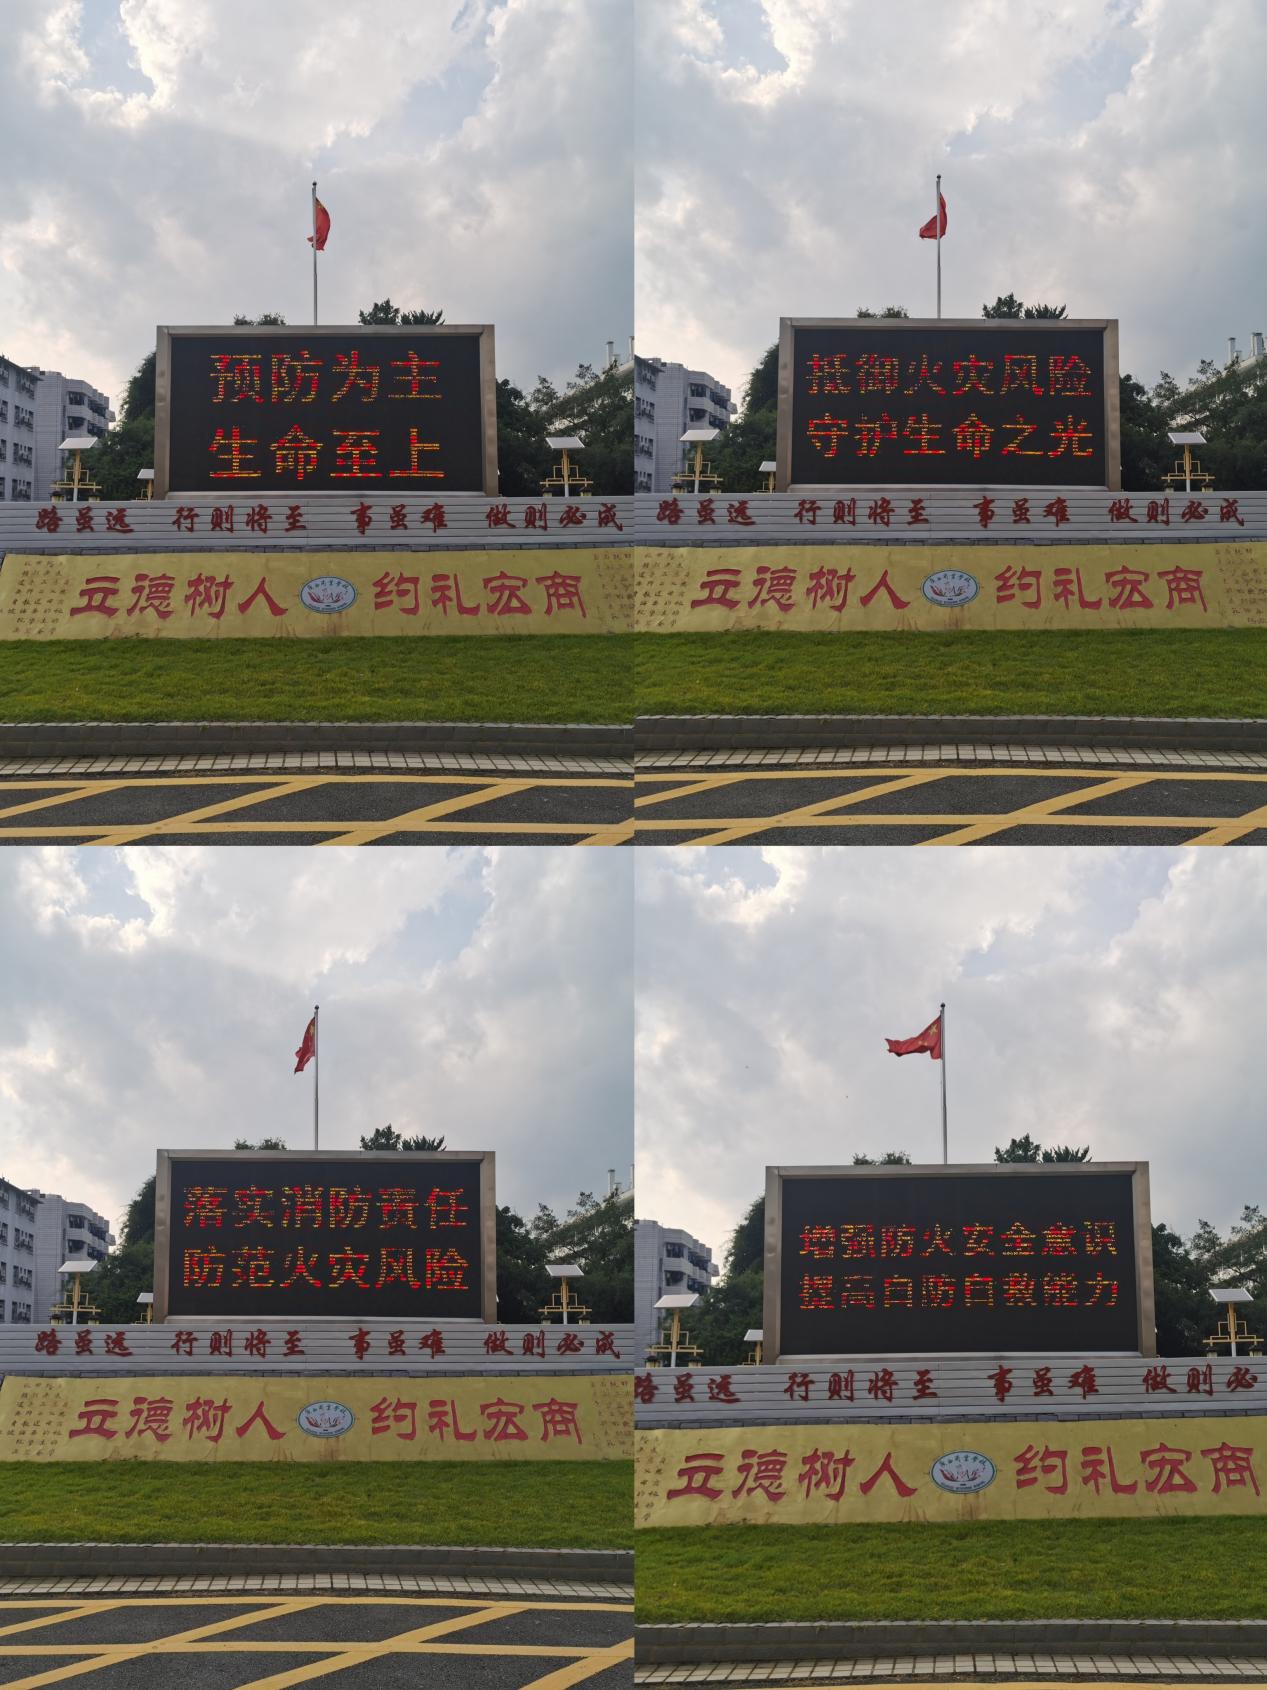 预防为主
生命至上
路虽远 行则将至 事虽难 做则必成
立德树人 约礼宏商
抵御火灾风险
守护生命之光
路虽远 行则将至 事虽难 做则必成
立德树人 约礼宏商
落实消防责任
防范火灾风险
路虽远 行则将至 事虽难 做则必成
立德树人 约礼宏商
增强防火安全意识
提高自防自救能力
路虽远 行则将至 事虽难 做则必
立德树人 约礼宏商